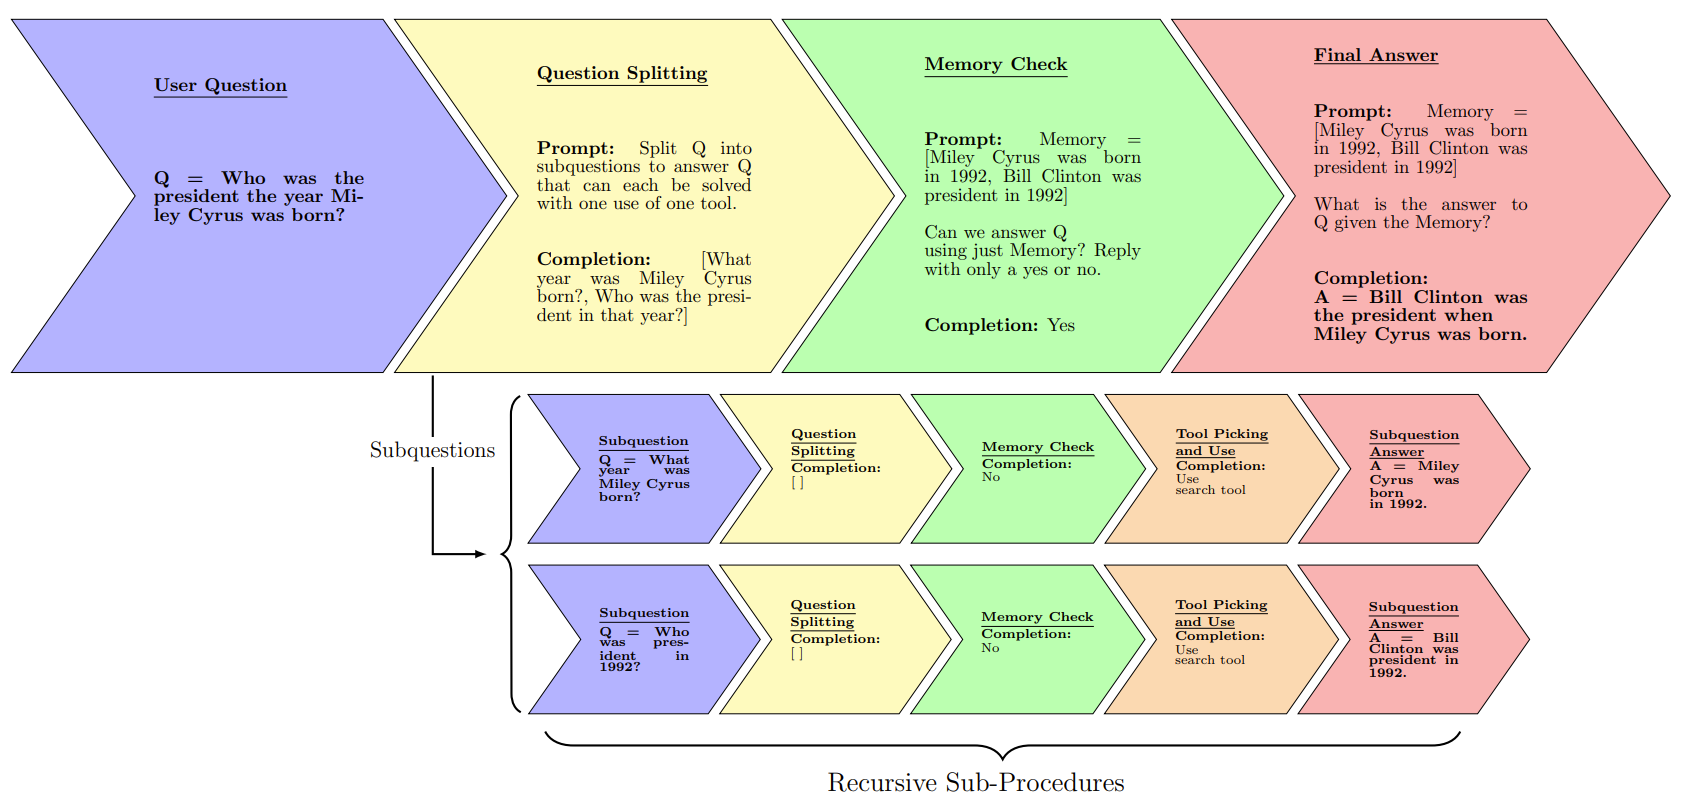 User Question
Q = Who was the
president the year Mi-
ley Cyrus was born?
Question Splitting
Prompt: Split Q into
subquestions to answer Q
that can each be solved
with one use of one tool.
Completion: [What
year was Miley Cyrus
born?, Who was the presi-
dent in that year?]
Memory Check
Prompt: Memory =
[Miley Cyrus was born
in 1992, Bill Clinton was
president in 1992]
Can we answer Q
using just Memory? Reply
with only a yes or no.
Completion: Yes
Final Answer
Prompt: Memory =
[Miley Cyrus was born
in 1992, Bill Clinton was
president in 1992]
What is the answer to
Q given the Memory?
Completion:
A = Bill Clinton was
the president when
Miley Cyrus was born.
Subquestions
Subquestion
Q = What
year was
Miley Cyrus
born?
Question
Splitting
Completion:
[ ]
Memory Check
Completion:
No
Tool Picking
and Use
Completion:
Use
search tool
Subquestion
Answer
A = Miley
Cyrus was
born
in 1992.
Subquestion
Q = Who
was pres-
ident in
1992?
Question
Splitting
Completion:
[ ]
Memory Check
Completion:
No
Tool Picking
and Use
Completion:
Use
search tool
Subquestion
Answer
A = Bill
Clinton was
president in
1992.
Recursive Sub-Procedures